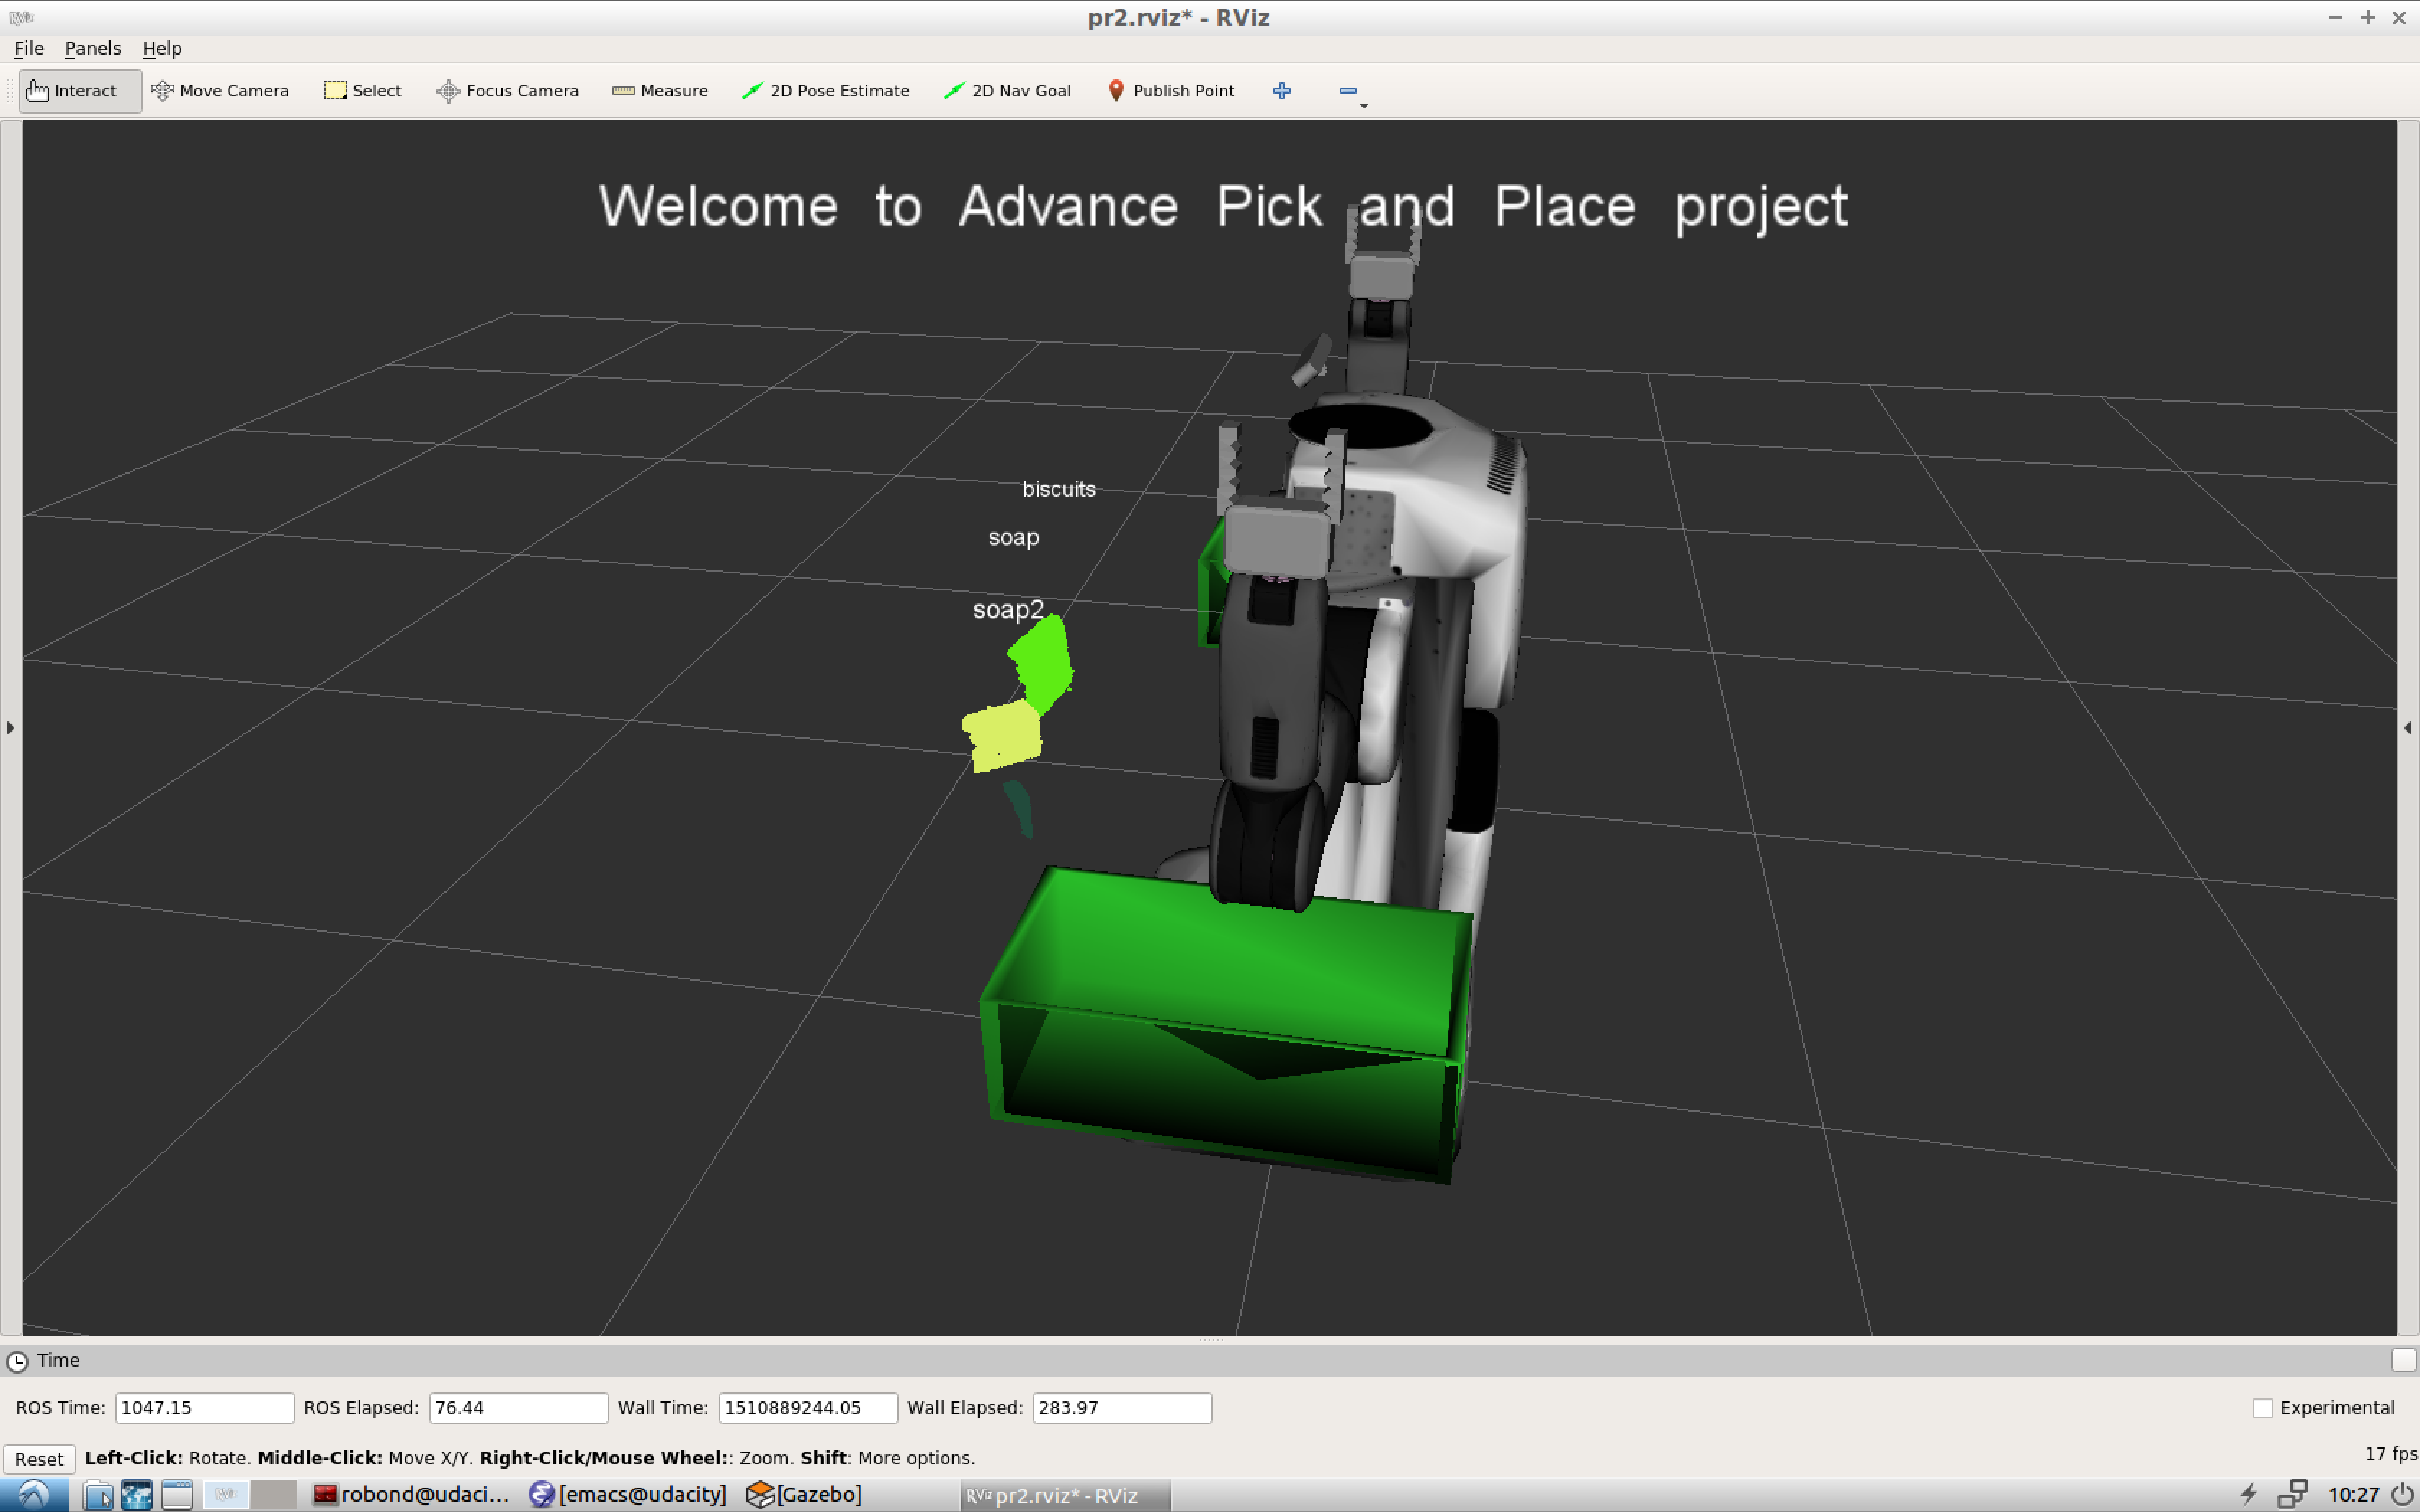 RViz
pr2.rviz* - RViz
File Panels Help
Interact Move Camera Select Focus Camera Measure 2D Pose Estimate 2D Nav Goal Publish Point
Welcome to Advance Pick and Place project
biscuits
soap
soap2
Time
ROS Time: 1047.15 ROS Elapsed: 76.44 Wall Time: 1510889244.05 Wall Elapsed: 283.97 Experimental
Reset Left-Click: Rotate. Middle-Click: Move X/Y. Right-Click/Mouse Wheel:: Zoom. Shift: More options. 17 fps
RViz robond@udaci... [emacs@udacity] [Gazebo] RViz pr2.rviz* - RViz 10:27